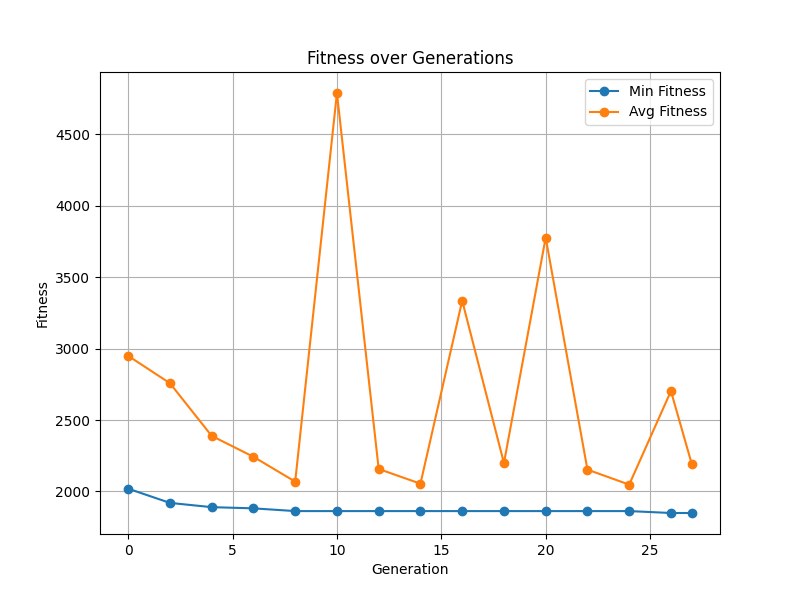 Fitness over Generations
Min Fitness
Avg Fitness
4500
4000
3500
3000
2500
2000
Fitness
0 5 10 15 20 25
Generation